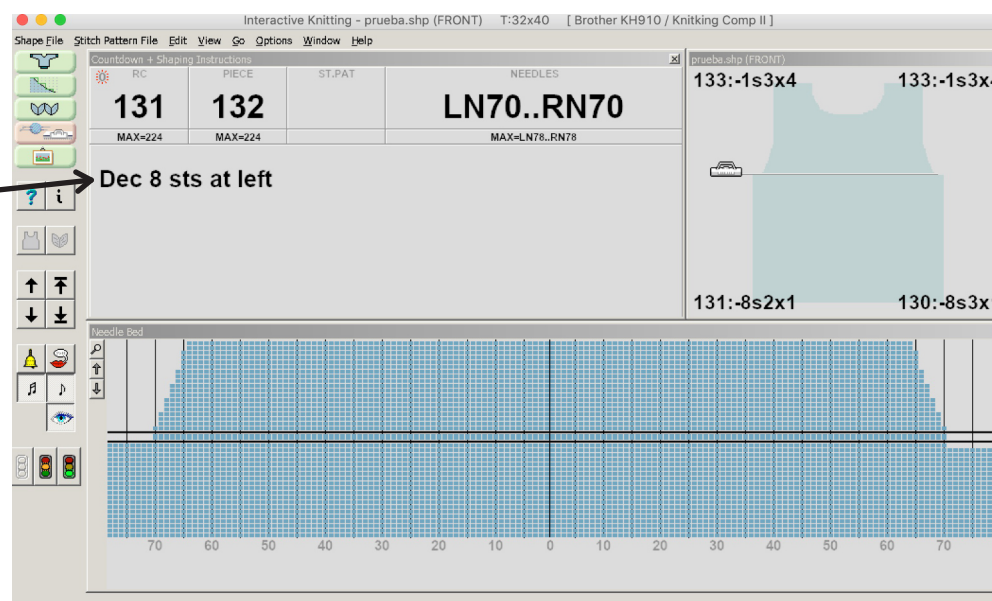 Interactive Knitting - prueba.shp (FRONT) T:32x40 [ Brother KH910 / Knitking Comp II ]
Shape File Stitch Pattern File Edit View Go Options Window Help
Countdown + Shaping Instructions
RC PIECE ST.PAT NEEDLES
131 132 LN70..RN70
MAX=224 MAX=224 MAX=LN78..RN78
Dec 8 sts at left
prueba.shp (FRONT)
133:-1s3x4 133:-1s3x4
131:-8s2x1 130:-8s3x
? i
Needle Bed
70 60 50 40 30 20 10 0 10 20 30 40 50 60 70